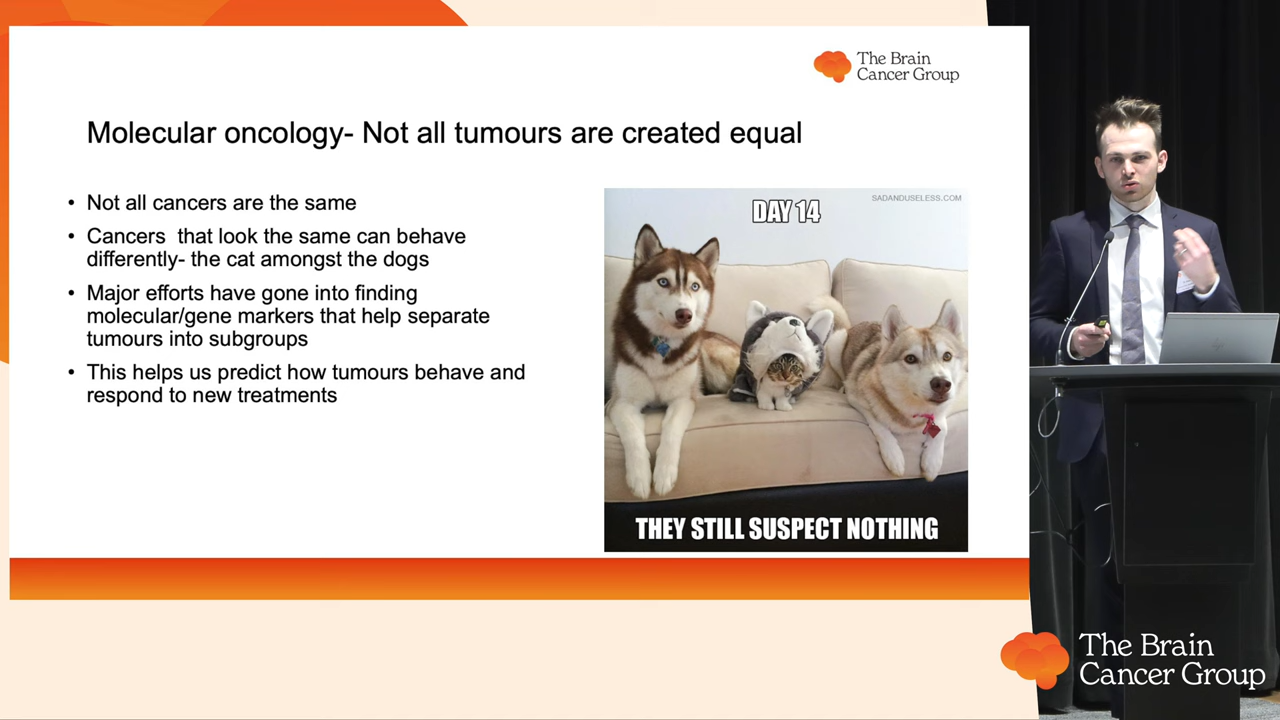 The Brain
Cancer Group
Molecular oncology- Not all tumours are created equal
• Not all cancers are the same
• Cancers  that look the same can behave
differently- the cat amongst the dogs
• Major efforts have gone into finding
molecular/gene markers that help separate
tumours into subgroups
• This helps us predict how tumours behave and
respond to new treatments
SADANDUSELESS.COM
DAY 14
THEY STILL SUSPECT NOTHING
The Brain
Cancer Group